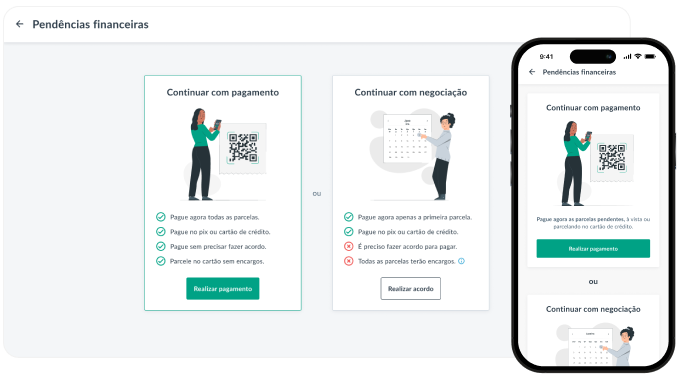 Pendências financeiras
Continuar com pagamento
Pague agora todas as parcelas.
Pague no pix ou cartão de crédito.
Pague sem precisar fazer acordo.
Parcele no cartão sem encargos.
Realizar pagamento
ou
Continuar com negociação
Pague agora apenas a primeira parcela.
Pague no pix ou cartão de crédito.
É preciso fazer acordo para pagar.
Todas as parcelas terão encargos.
Realizar acordo
9:41
Pendências financeiras
Continuar com pagamento
Pague agora as parcelas pendentes, à vista ou
parcelando no cartão de crédito.
Realizar pagamento
ou
Continuar com negociação